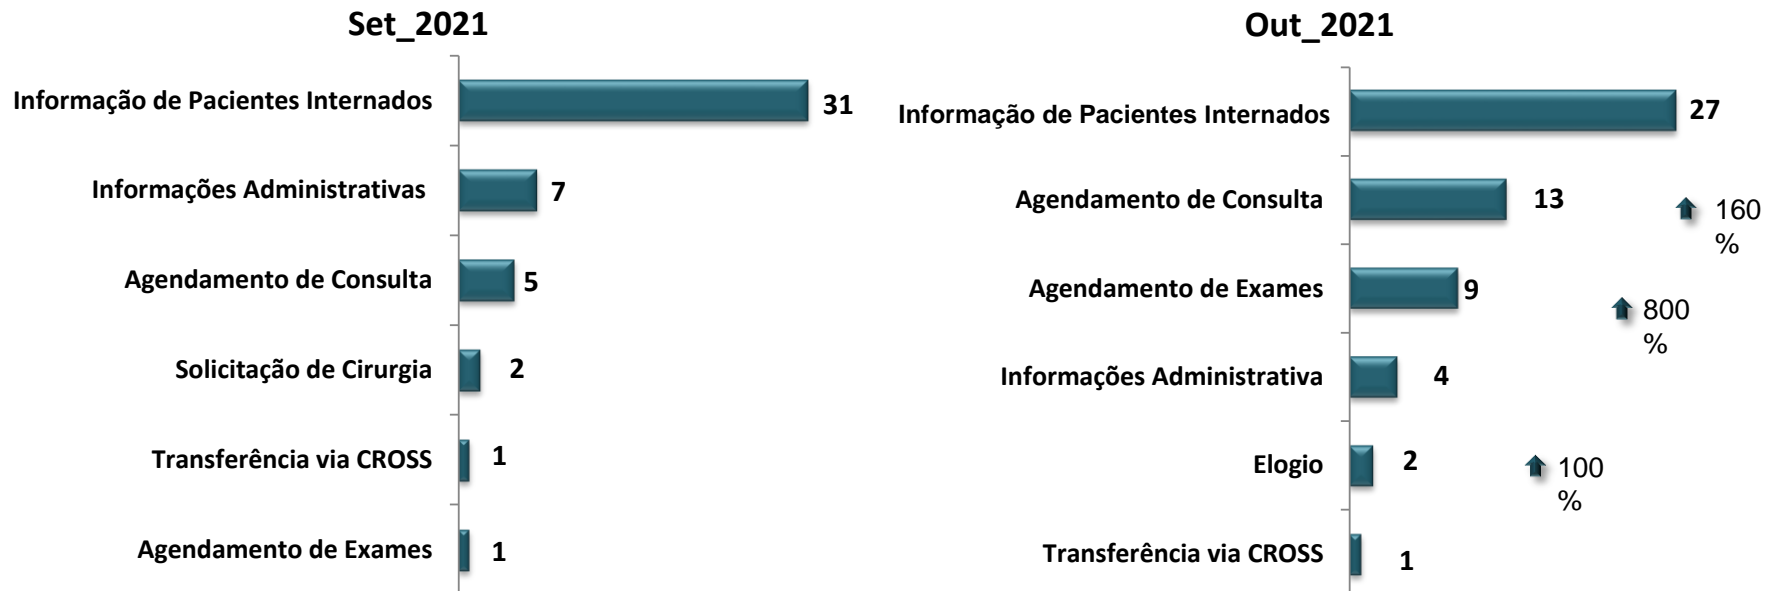 Set_2021
Informação de Pacientes Internados 31
Informações Administrativas 7
Agendamento de Consulta 5
Solicitação de Cirurgia 2
Transferência via CROSS 1
Agendamento de Exames 1
Out_2021
Informação de Pacientes Internados 27
Agendamento de Consulta 13 160
%
Agendamento de Exames 9 800
%
Informações Administrativa 4
Elogio 2 100
%
Transferência via CROSS 1